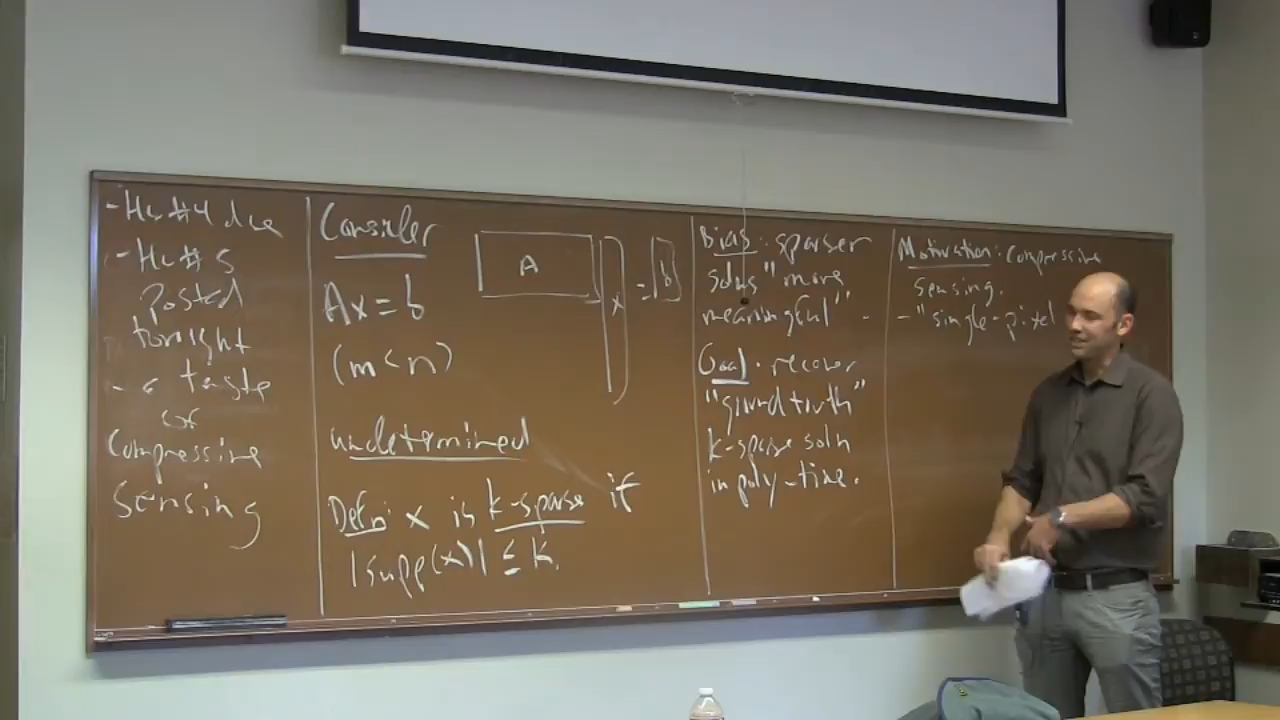 - Hw #4 due
- Hw #5
posted
tonight
- a taste
of
compressive
sensing
Consider
Ax = b
(m < n)
A
x
=
b
undetermined
Defn: x is k-sparse if
|supp(x)| ≤ k.
Bias: sparser
solns "more
meaningful"
Goal: recover
"ground truth"
k-sparse soln
in poly-time.
Motivation: compressive
sensing.
- "single-pixel